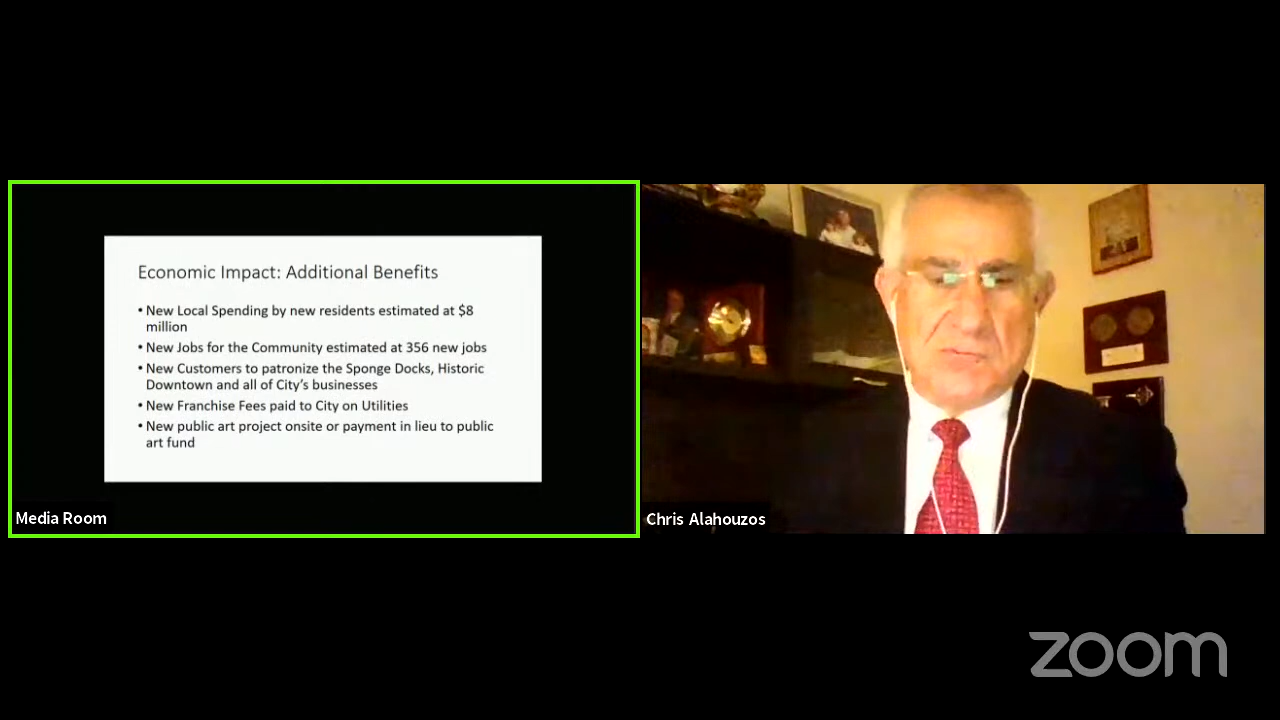 Economic Impact: Additional Benefits
• New Local Spending by new residents estimated at $8
million
• New Jobs for the Community estimated at 356 new jobs
• New Customers to patronize the Sponge Docks, Historic
Downtown and all of City's businesses
• New Franchise Fees paid to City on Utilities
• New public art project onsite or payment in lieu to public
art fund
Media Room
Chris Alahouzos
zoom